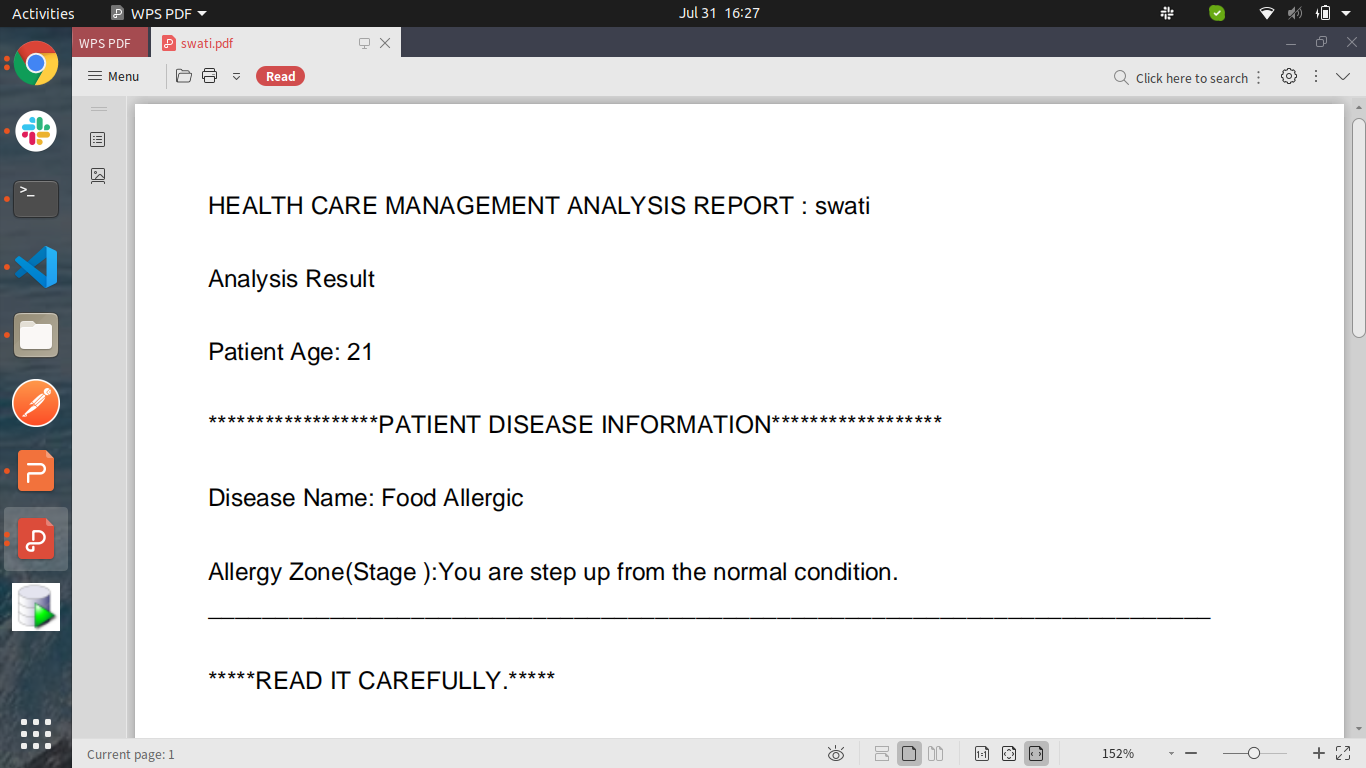 Activities
WPS PDF
Jul 31 16:27
WPS PDF
swati.pdf
Menu
Read
Click here to search
HEALTH CARE MANAGEMENT ANALYSIS REPORT : swati
Analysis Result
Patient Age: 21
******************PATIENT DISEASE INFORMATION******************
Disease Name: Food Allergic
Allergy Zone(Stage ):You are step up from the normal condition.
*****READ IT CAREFULLY.*****
Current page: 1
1:1
152%